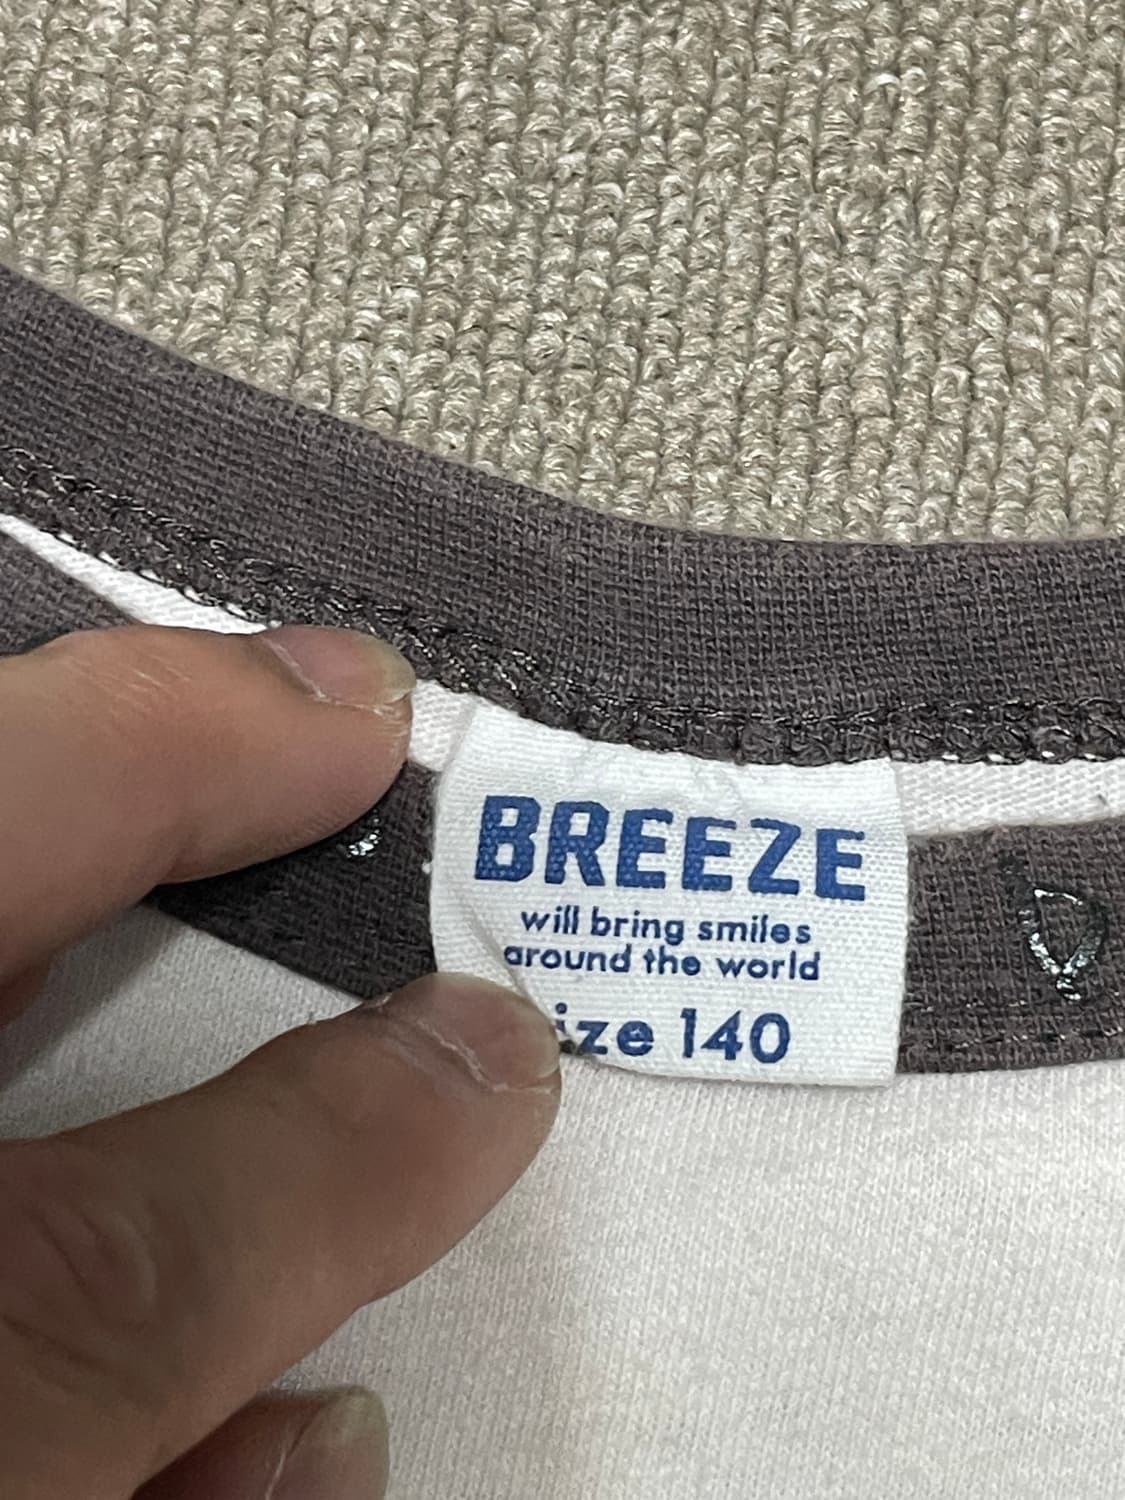 BREEZE
will bring smiles
around the world
ize 140